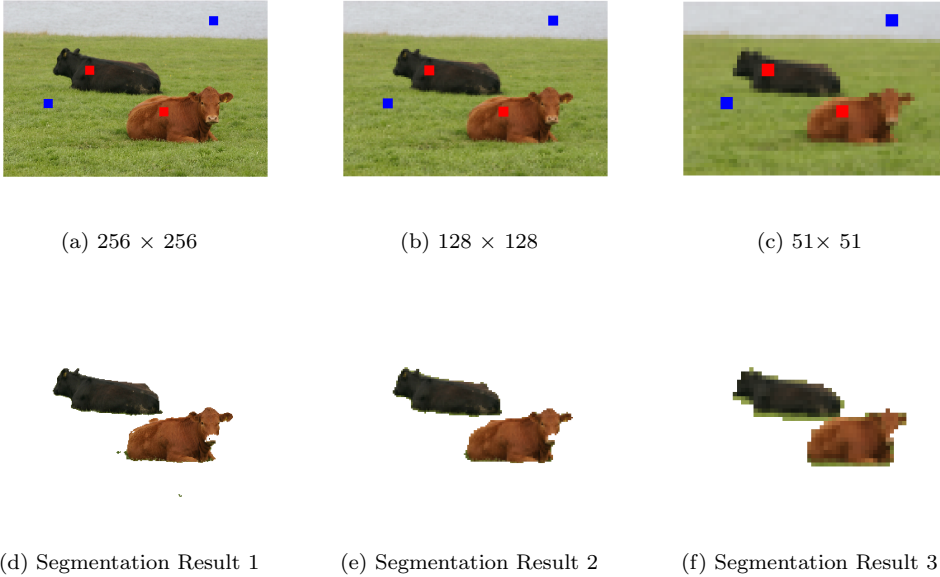 (a) 256 × 256
(b) 128 × 128
(c) 51× 51
(d) Segmentation Result 1
(e) Segmentation Result 2
(f) Segmentation Result 3